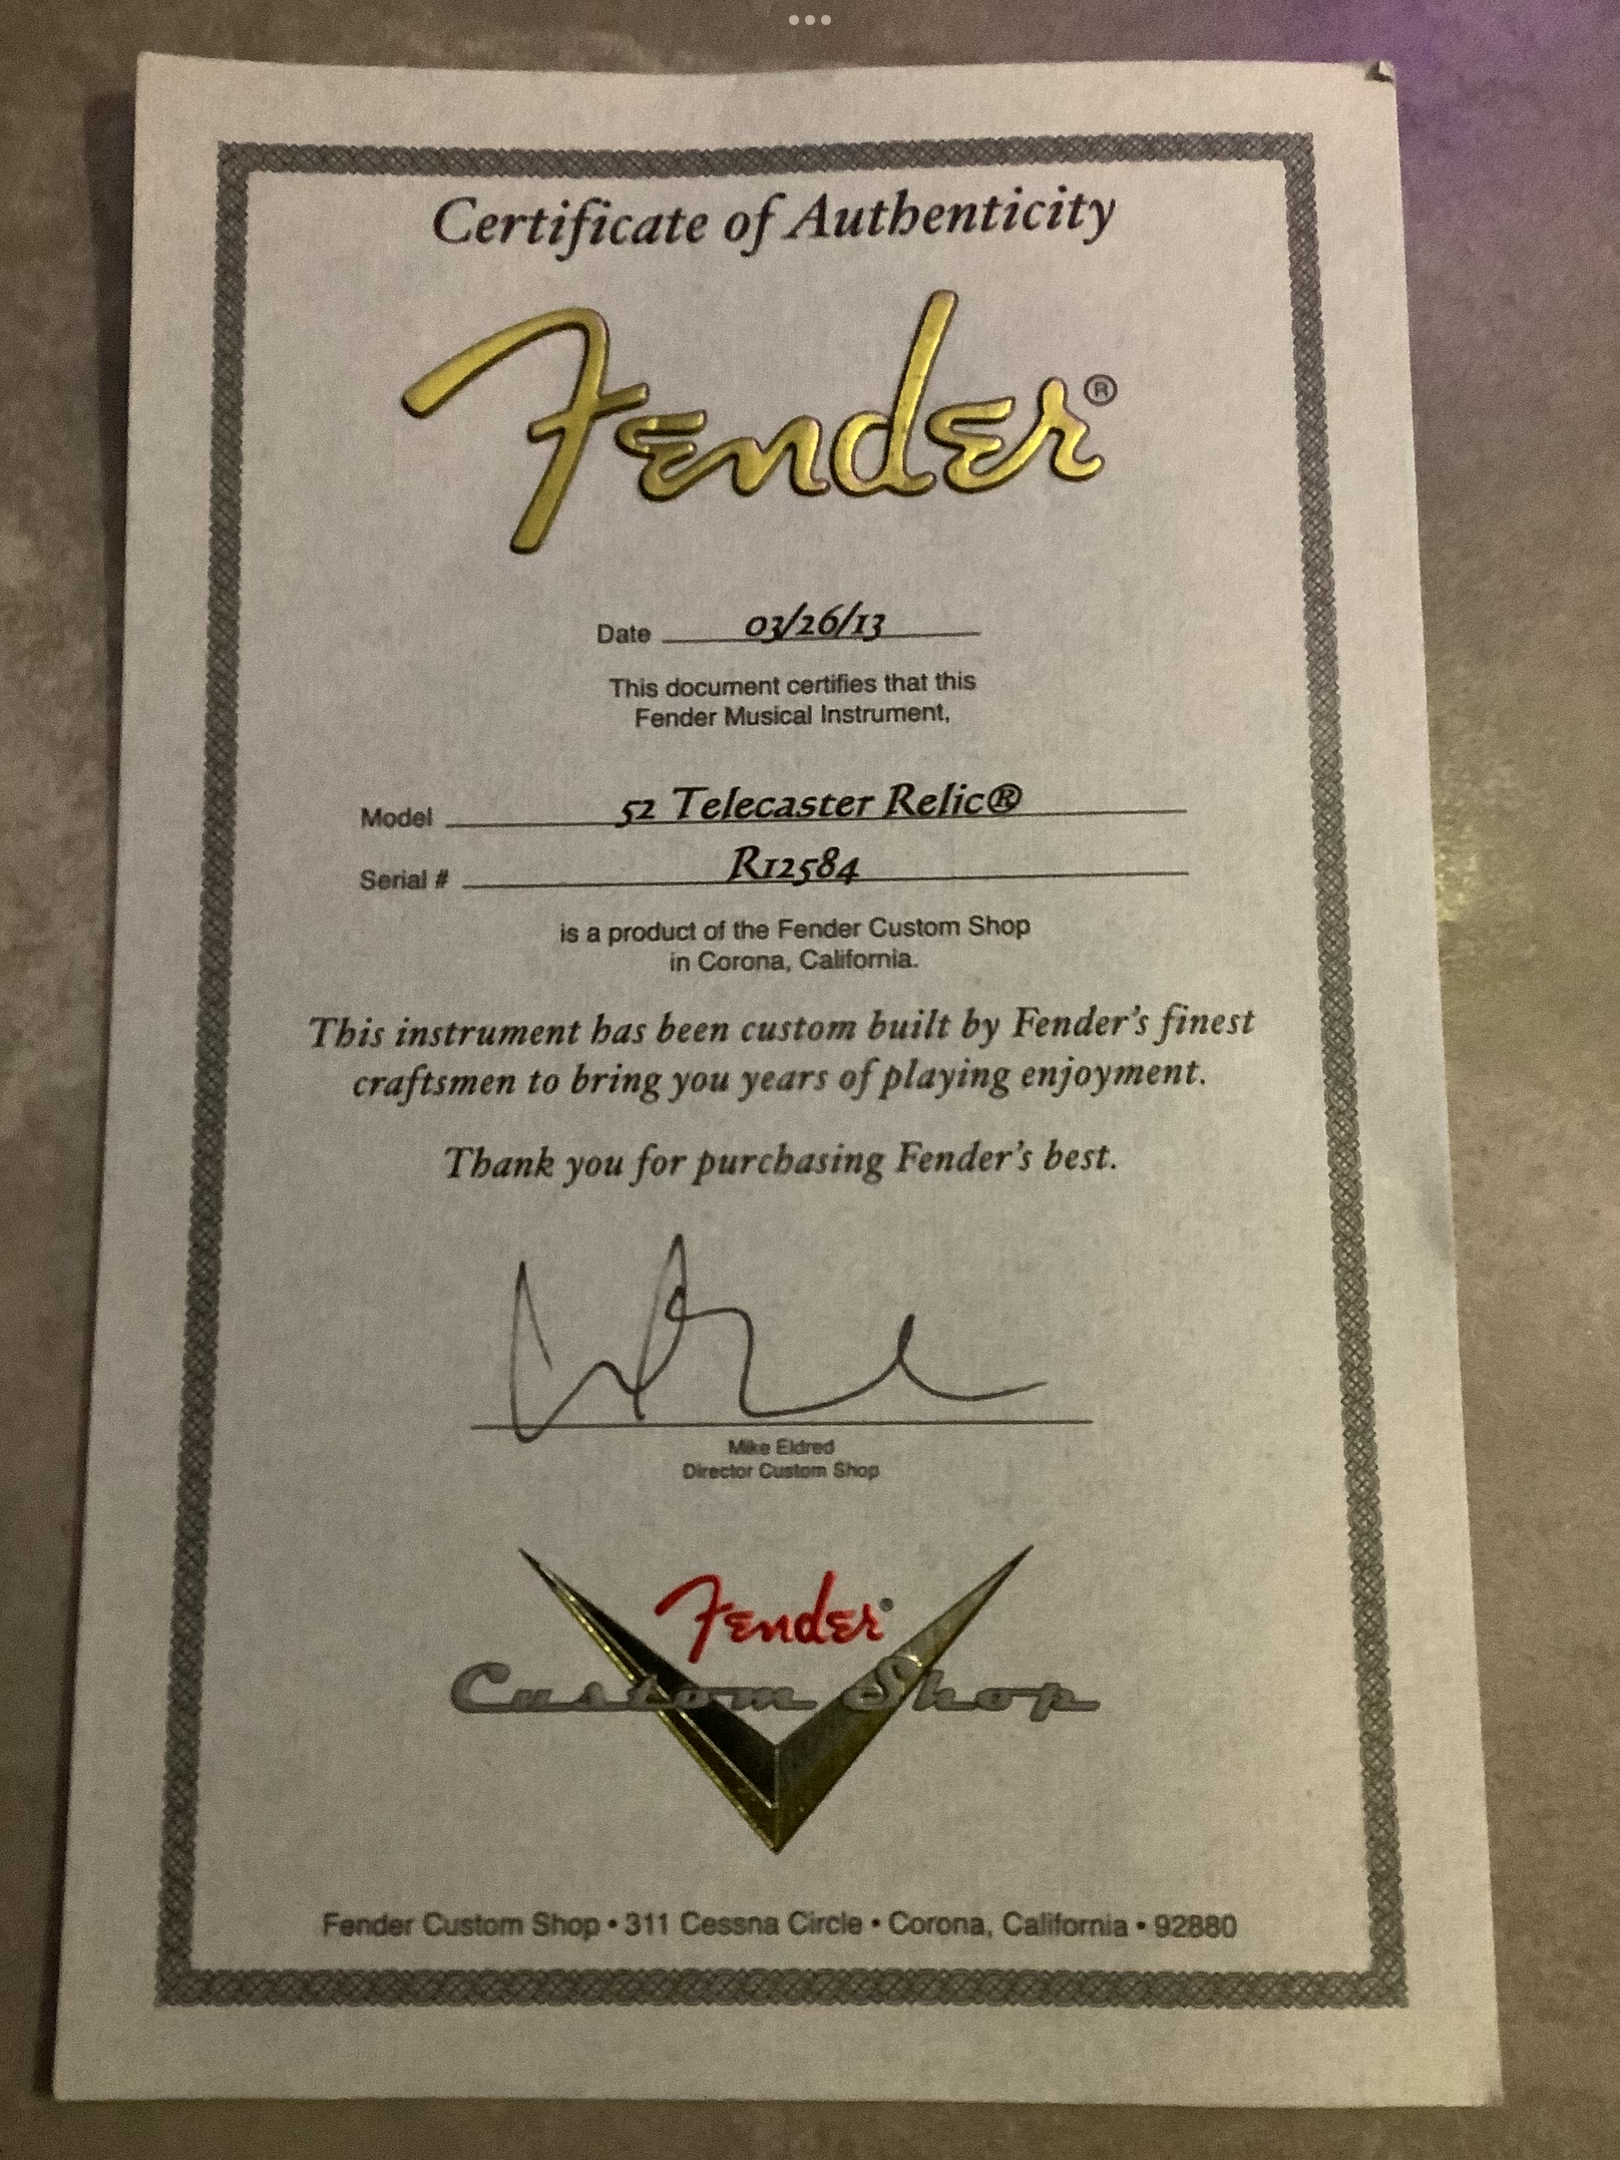 Certificate of Authenticity
Fender®
Date 03/26/13
This document certifies that this
Fender Musical Instrument,
Model 52 Telecaster Relic®
Serial # R12584
is a product of the Fender Custom Shop
in Corona, California.
This instrument has been custom built by Fender's finest
craftsmen to bring you years of playing enjoyment.
Thank you for purchasing Fender's best.
Mike Eldred
Director Custom Shop
Fender®
Custom Shop
Fender Custom Shop • 311 Cessna Circle • Corona, California • 92880